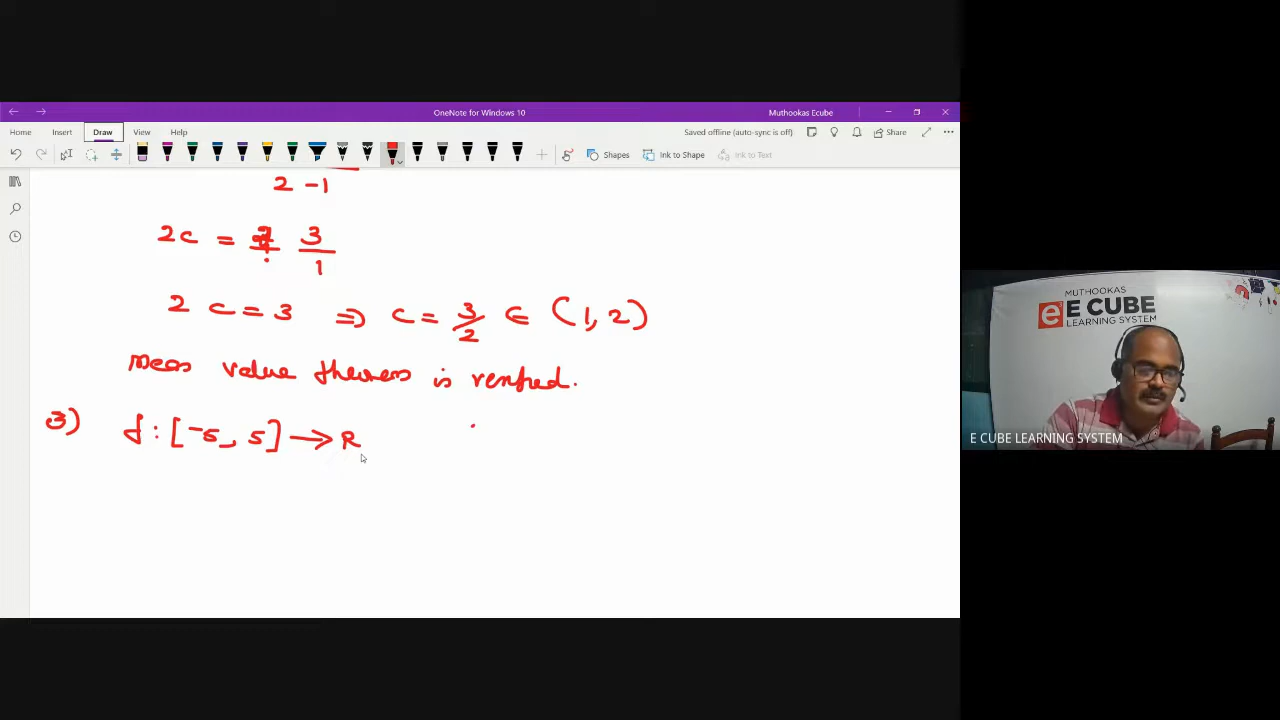 OneNote for Windows 10
Muthookas Ecube
Home Insert Draw View Help
Saved offline (auto-sync is off) Share
Shapes Ink to Shape Ink to Text
2 - 1
2c = 3/1
2 c = 3 ⇒ c = 3/2 ∈ (1, 2)
Mean value theorem is verified.
3) f : [-5, 5] → R
MUTHOOKAS
e E CUBE
LEARNING SYSTEM
E CUBE LEARNING SYSTEM